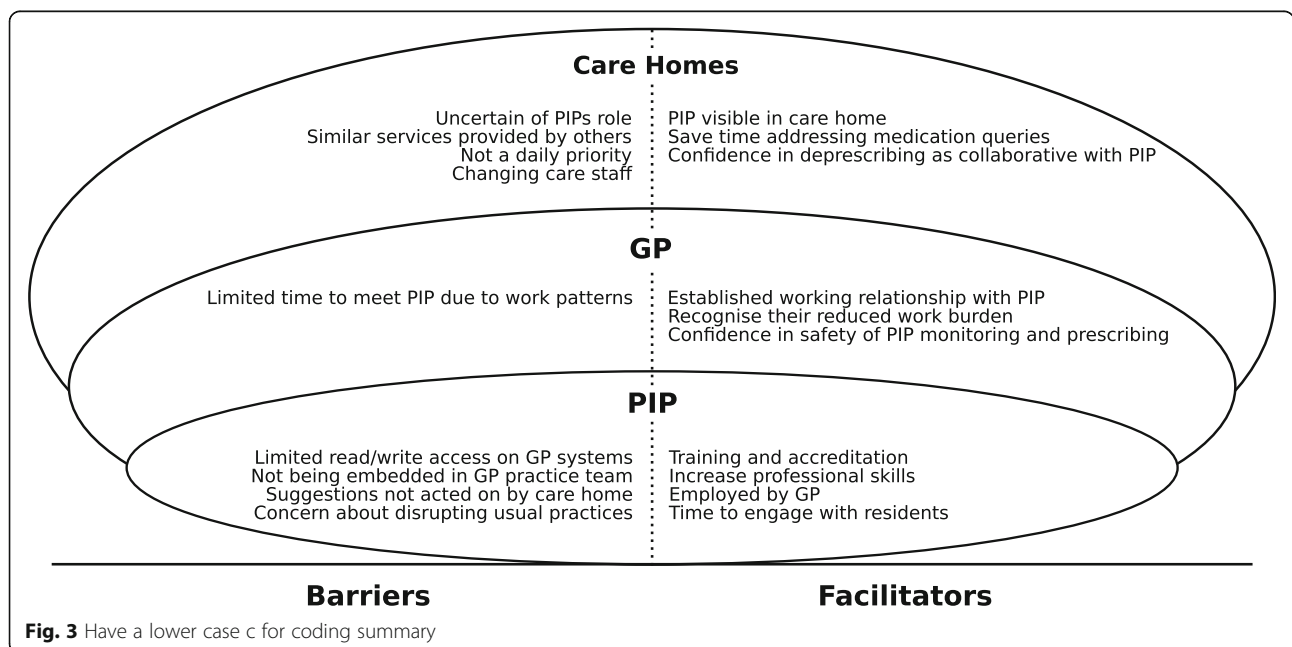 Care Homes
Uncertain of PIPs role
Similar services provided by others
Not a daily priority
Changing care staff
PIP visible in care home
Save time addressing medication queries
Confidence in deprescribing as collaborative with PIP
GP
Limited time to meet PIP due to work patterns
Established working relationship with PIP
Recognise their reduced work burden
Confidence in safety of PIP monitoring and prescribing
PIP
Limited read/write access on GP systems
Not being embedded in GP practice team
Suggestions not acted on by care home
Concern about disrupting usual practices
Training and accreditation
Increase professional skills
Employed by GP
Time to engage with residents
Barriers
Facilitators
Fig. 3 Have a lower case c for coding summary